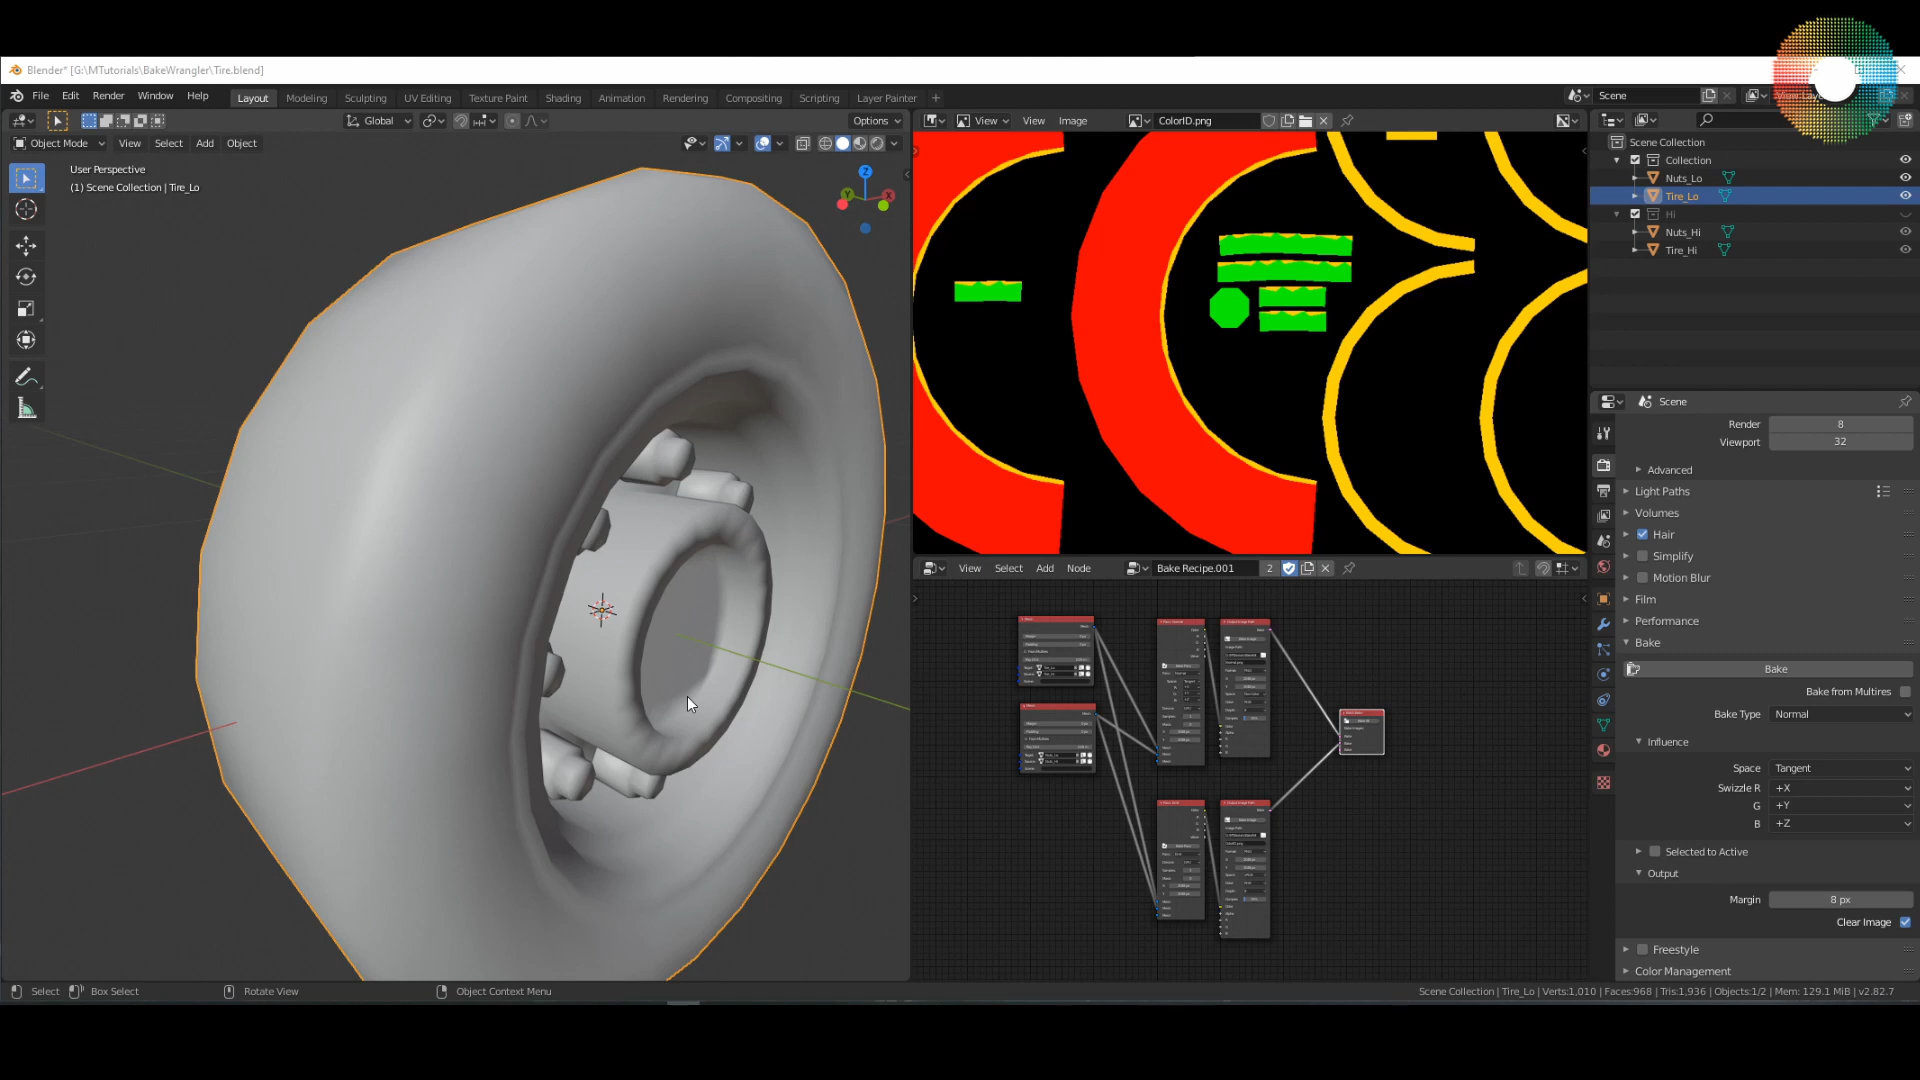 Blender* [G:\MTutorials\BakeWrangler\Tire.blend]
File Edit Render Window Help
Layout Modeling Sculpting UV Editing Texture Paint Shading Animation Rendering Compositing Scripting Layer Painter +
Scene
Global
Options
Object Mode View Select Add Object
User Perspective
(1) Scene Collection | Tire_Lo
Z
Y
X
View View Image ColorID.png
Scene Collection
Collection
Nuts_Lo
Tire_Lo
Hi
Nuts_Hi
Tire_Hi
View Select Add Node Bake Recipe.001 2
Scene
Render 8
Viewport 32
Advanced
Light Paths
Volumes
Hair
Simplify
Motion Blur
Film
Performance
Bake
Bake
Bake from Multires
Bake Type Normal
Influence
Space Tangent
Swizzle R +X
G +Y
B +Z
Selected to Active
Output
Margin 8 px
Clear Image
Freestyle
Color Management
Select Box Select Rotate View Object Context Menu
Scene Collection | Tire_Lo | Verts:1,010 | Faces:968 | Tris:1,936 | Objects:1/2 | Mem: 129.1 MiB | v2.82.7